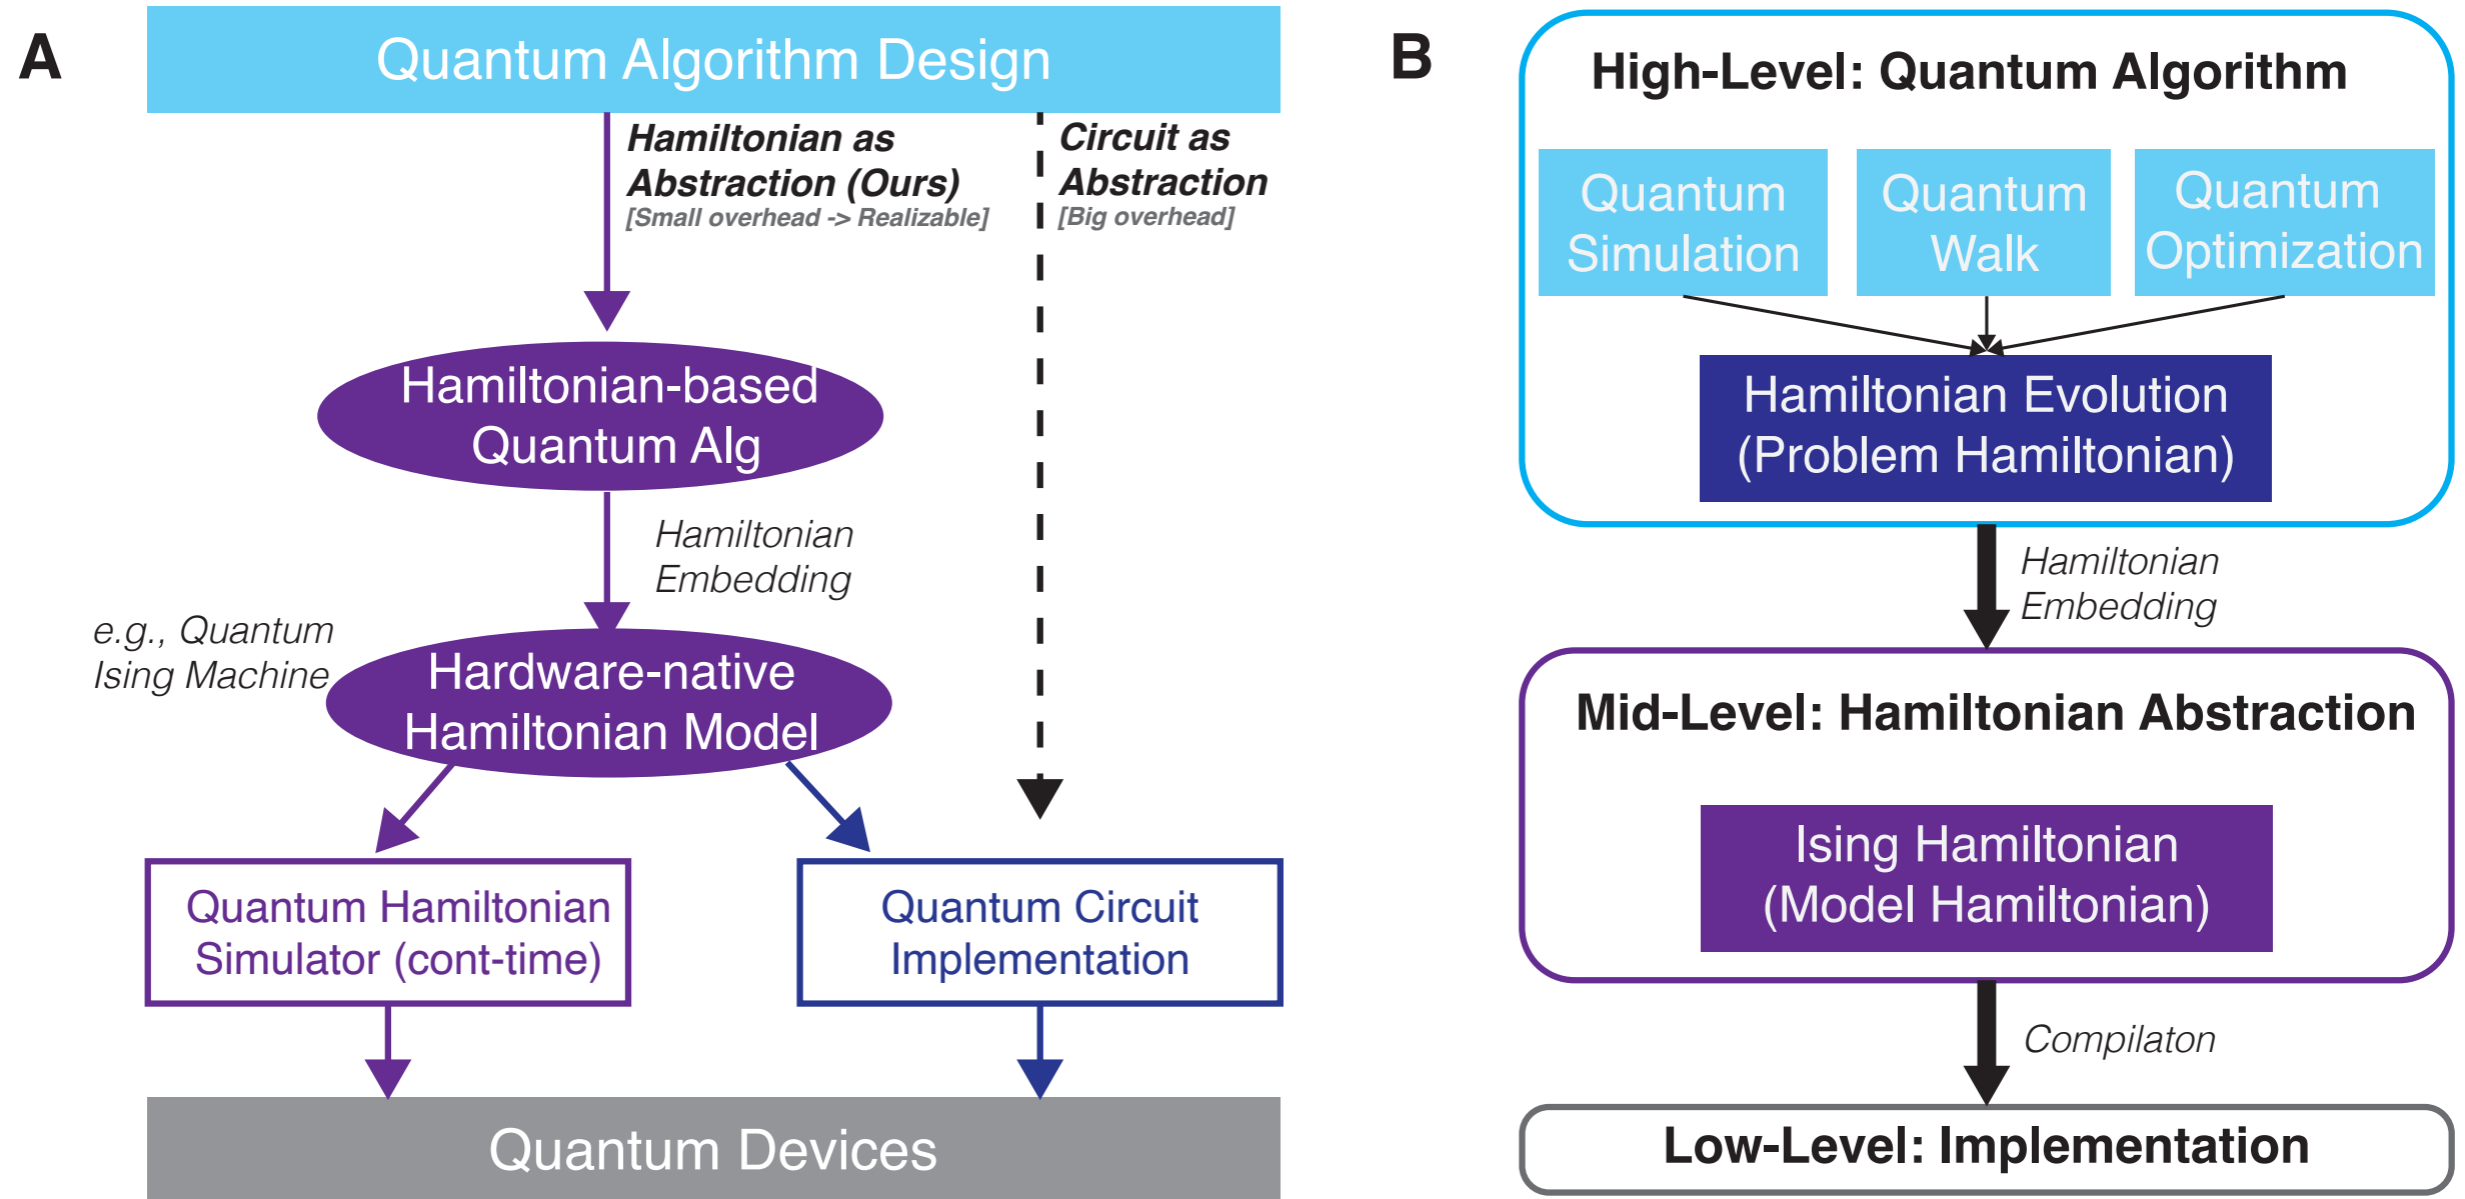 A
Quantum Algorithm Design
Hamiltonian as
Abstraction (Ours)
[Small overhead -> Realizable]
Circuit as
Abstraction
[Big overhead]
Hamiltonian-based
Quantum Alg
Hamiltonian
Embedding
e.g., Quantum
Ising Machine
Hardware-native
Hamiltonian Model
Quantum Hamiltonian
Simulator (cont-time)
Quantum Circuit
Implementation
Quantum Devices
B
High-Level: Quantum Algorithm
Quantum
Simulation
Quantum
Walk
Quantum
Optimization
Hamiltonian Evolution
(Problem Hamiltonian)
Hamiltonian
Embedding
Mid-Level: Hamiltonian Abstraction
Ising Hamiltonian
(Model Hamiltonian)
Compilaton
Low-Level: Implementation